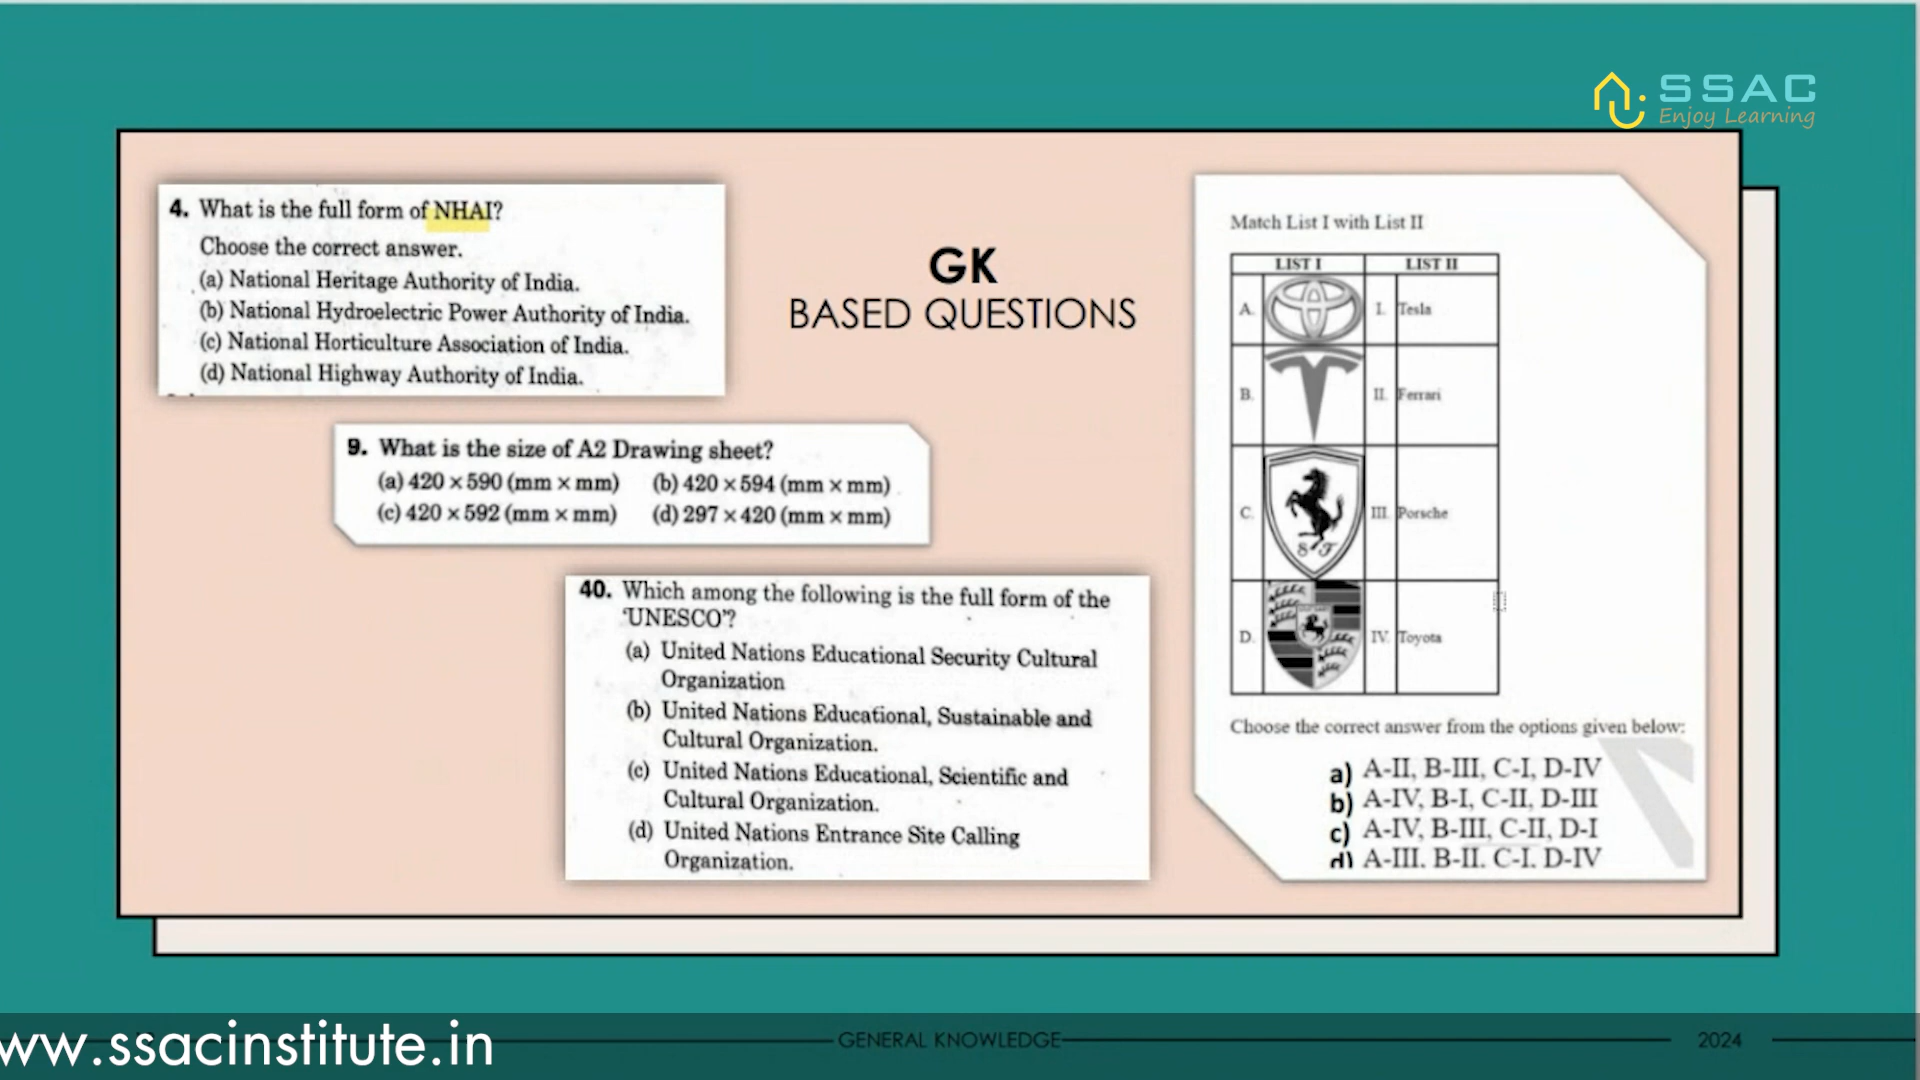 SSAC
Enjoy Learning
4. What is the full form of NHAI?
Choose the correct answer.
(a) National Heritage Authority of India.
(b) National Hydroelectric Power Authority of India.
(c) National Horticulture Association of India.
(d) National Highway Authority of India.
GK
BASED QUESTIONS
9. What is the size of A2 Drawing sheet?
(a) 420 × 590 (mm × mm) (b) 420 × 594 (mm × mm)
(c) 420 × 592 (mm × mm) (d) 297 × 420 (mm × mm)
40. Which among the following is the full form of the
'UNESCO'?
(a) United Nations Educational Security Cultural
Organization
(b) United Nations Educational, Sustainable and
Cultural Organization.
(c) United Nations Educational, Scientific and
Cultural Organization.
(d) United Nations Entrance Site Calling
Organization.
Match List I with List II
LIST I LIST II
A. I. Tesla
B. II. Ferrari
C. S F III. Porsche
D. IV. Toyota
Choose the correct answer from the options given below:
a) A-II, B-III, C-I, D-IV
b) A-IV, B-I, C-II, D-III
c) A-IV, B-III, C-II, D-I
d) A-III. B-II. C-I. D-IV
ww.ssacinstitute.in
GENERAL KNOWLEDGE
2024